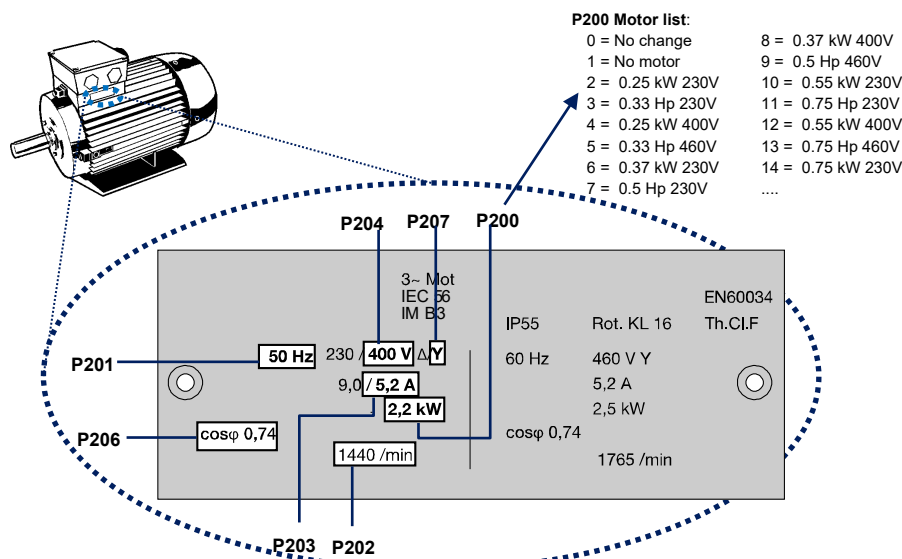 P200 Motor list:
0 = No change
1 = No motor
2 = 0.25 kW 230V
3 = 0.33 Hp 230V
4 = 0.25 kW 400V
5 = 0.33 Hp 460V
6 = 0.37 kW 230V
7 = 0.5 Hp 230V
8 = 0.37 kW 400V
9 = 0.5 Hp 460V
10 = 0.55 kW 230V
11 = 0.75 Hp 230V
12 = 0.55 kW 400V
13 = 0.75 Hp 460V
14 = 0.75 kW 230V
....
P204 P207 P200
3~ Mot
IEC 56
IM B3
EN60034
IP55 Rot. KL 16 Th.Cl.F
P201 50 Hz 230 / 400 V Δ/Y 60 Hz 460 V Y
9,0 / 5,2 A 5,2 A
2,2 kW 2,5 kW
P206 cosφ 0,74 cosφ 0,74
1440 /min 1765 /min
P203 P202